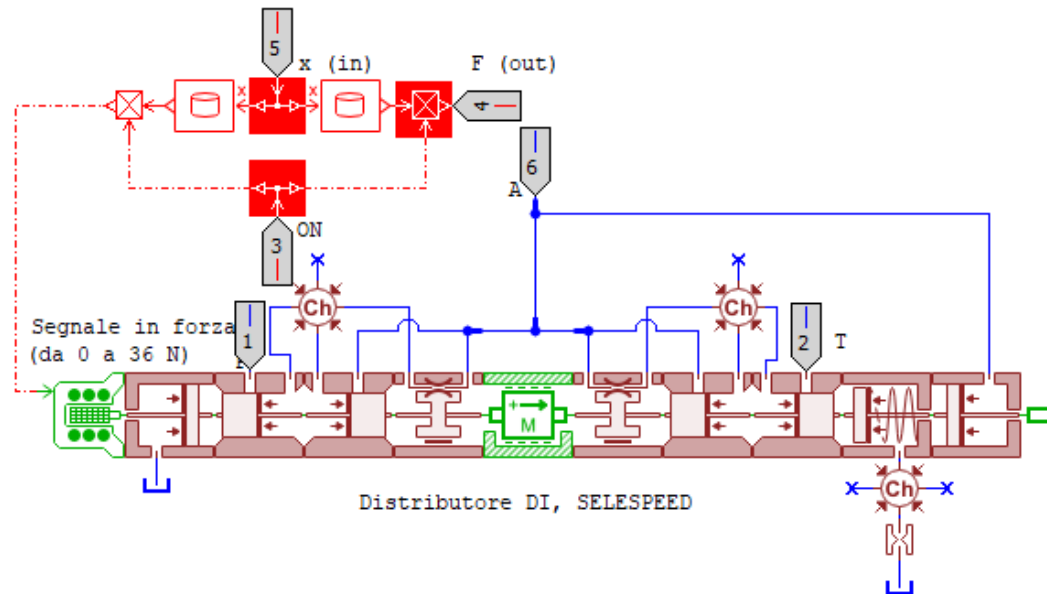 5
x (in)
F (out)
x
x
4
6
A
ON
3
Ch
Ch
Segnale in forza
(da 0 a 36 N)
1
2
T
+
M
Distributore DI, SELESPEED
Ch